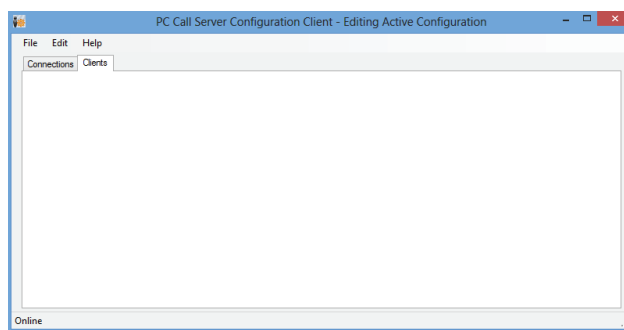 PC Call Server Configuration Client - Editing Active Configuration
File Edit Help
Connections Clients
Online